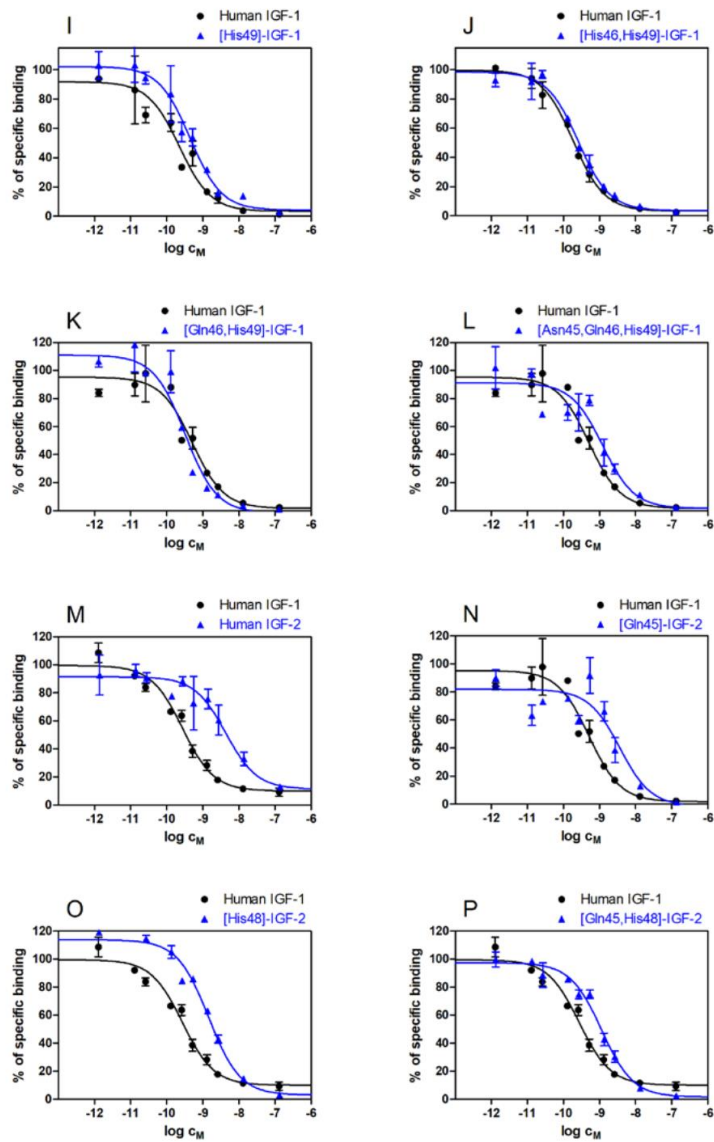 I
Human IGF-1
[His49]-IGF-1
% of specific binding
100
80
60
40
20
0
-12 -11 -10 -9 -8 -7 -6
log cM
J
Human IGF-1
[His46,His49]-IGF-1
% of specific binding
100
80
60
40
20
0
-12 -11 -10 -9 -8 -7 -6
log cM
K
Human IGF-1
[Gln46,His49]-IGF-1
% of specific binding
120
100
80
60
40
20
0
-12 -11 -10 -9 -8 -7 -6
log cM
L
Human IGF-1
[Asn45,Gln46,His49]-IGF-1
% of specific binding
120
100
80
60
40
20
0
-12 -11 -10 -9 -8 -7 -6
log cM
M
Human IGF-1
Human IGF-2
% of specific binding
120
100
80
60
40
20
0
-13 -12 -11 -10 -9 -8 -7 -6
log cM
N
Human IGF-1
[Gln45]-IGF-2
% of specific binding
120
100
80
60
40
20
0
-12 -11 -10 -9 -8 -7 -6
log cM
O
Human IGF-1
[His48]-IGF-2
% of specific binding
120
100
80
60
40
20
0
-13 -12 -11 -10 -9 -8 -7 -6
log cM
P
Human IGF-1
[Gln45,His48]-IGF-2
% of specific binding
120
100
80
60
40
20
0
-12 -11 -10 -9 -8 -7 -6
log cM